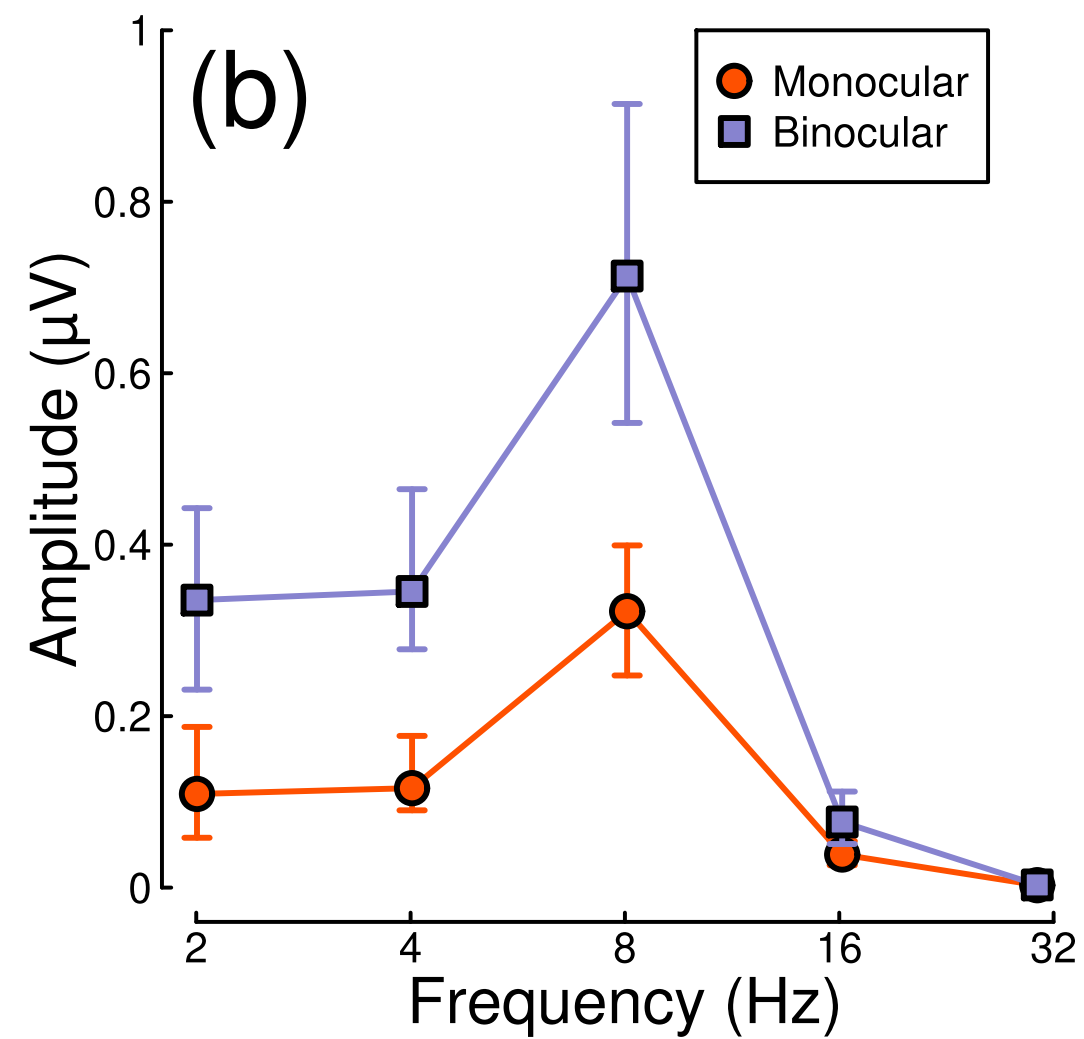 (b)
Monocular
Binocular
Amplitude (µV)
1
0.8
0.6
0.4
0.2
0
2 4 8 16 32
Frequency (Hz)